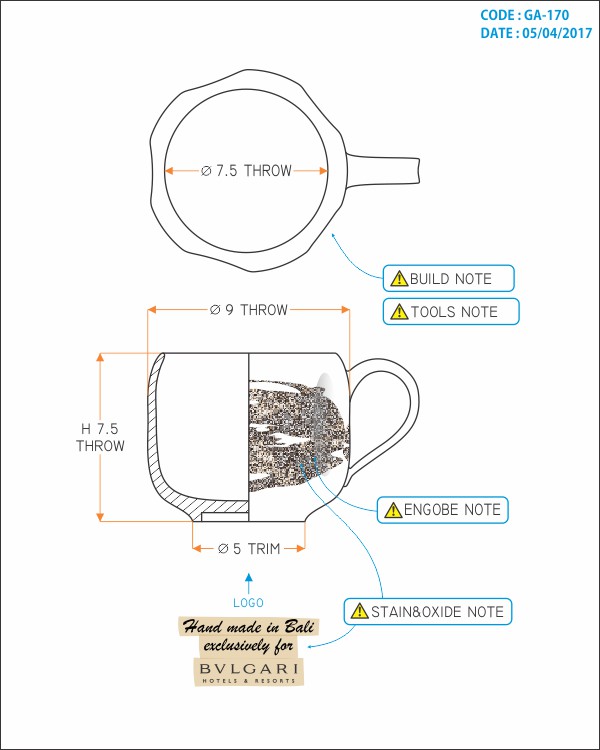 CODE : GA-170
DATE : 05/04/2017
Ø 7.5 THROW
BUILD NOTE
TOOLS NOTE
Ø 9 THROW
H 7.5
THROW
ENGOBE NOTE
Ø 5 TRIM
LOGO
STAIN&OXIDE NOTE
Hand made in Bali
exclusively for
BVLGARI
HOTELS & RESORTS